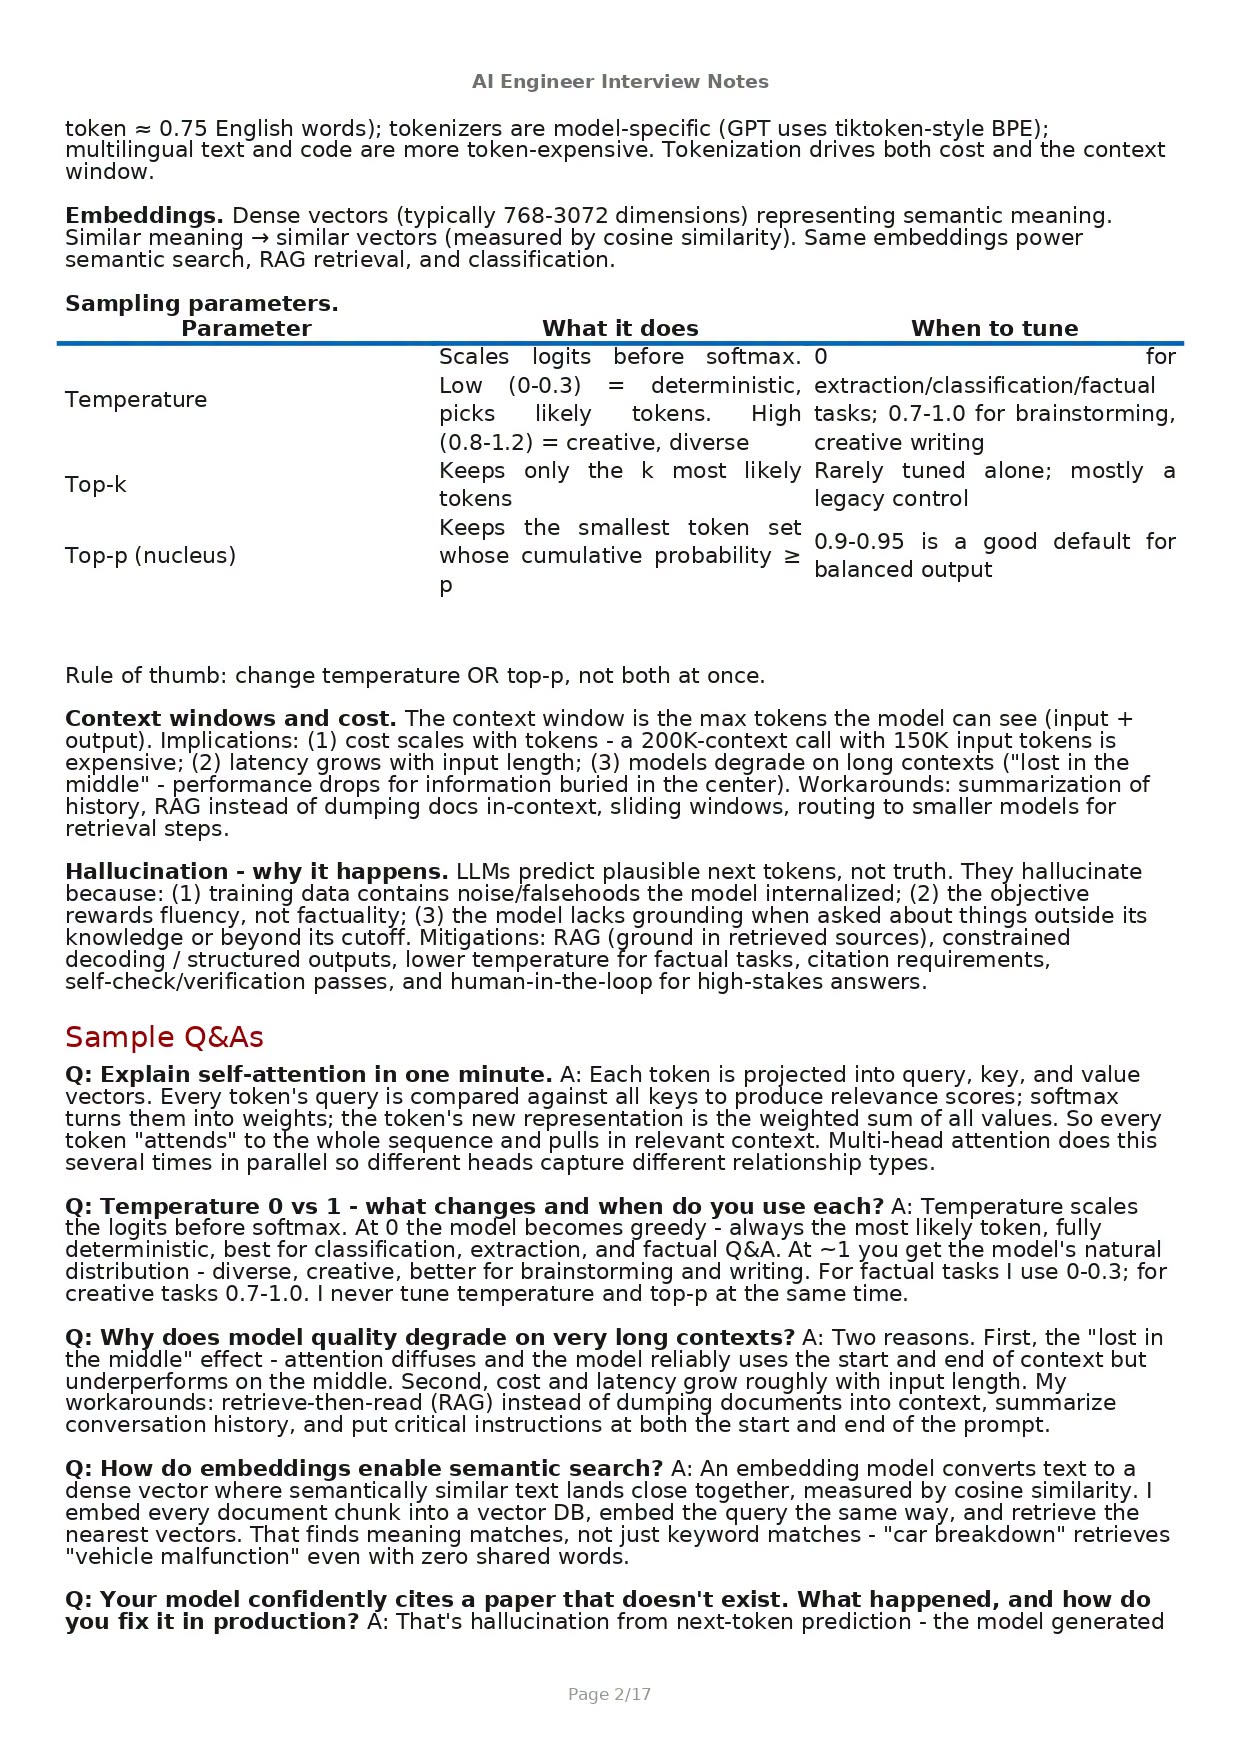 AI Engineer Interview Notes
token ≈ 0.75 English words); tokenizers are model-specific (GPT uses tiktoken-style BPE);
multilingual text and code are more token-expensive. Tokenization drives both cost and the context
window.
Embeddings. Dense vectors (typically 768-3072 dimensions) representing semantic meaning.
Similar meaning → similar vectors (measured by cosine similarity). Same embeddings power
semantic search, RAG retrieval, and classification.
Sampling parameters.
Parameter What it does When to tune
Temperature
Scales logits before softmax.
Low (0-0.3) = deterministic,
picks likely tokens. High
(0.8-1.2) = creative, diverse
0 for
extraction/classification/factual
tasks; 0.7-1.0 for brainstorming,
creative writing
Top-k
Keeps only the k most likely
tokens
Rarely tuned alone; mostly a
legacy control
Top-p (nucleus)
Keeps the smallest token set
whose cumulative probability ≥
p
0.9-0.95 is a good default for
balanced output
Rule of thumb: change temperature OR top-p, not both at once.
Context windows and cost. The context window is the max tokens the model can see (input +
output). Implications: (1) cost scales with tokens - a 200K-context call with 150K input tokens is
expensive; (2) latency grows with input length; (3) models degrade on long contexts ("lost in the
middle" - performance drops for information buried in the center). Workarounds: summarization of
history, RAG instead of dumping docs in-context, sliding windows, routing to smaller models for
retrieval steps.
Hallucination - why it happens. LLMs predict plausible next tokens, not truth. They hallucinate
because: (1) training data contains noise/falsehoods the model internalized; (2) the objective
rewards fluency, not factuality; (3) the model lacks grounding when asked about things outside its
knowledge or beyond its cutoff. Mitigations: RAG (ground in retrieved sources), constrained
decoding / structured outputs, lower temperature for factual tasks, citation requirements,
self-check/verification passes, and human-in-the-loop for high-stakes answers.
Sample Q&As
Q: Explain self-attention in one minute. A: Each token is projected into query, key, and value
vectors. Every token's query is compared against all keys to produce relevance scores; softmax
turns them into weights; the token's new representation is the weighted sum of all values. So every
token "attends" to the whole sequence and pulls in relevant context. Multi-head attention does this
several times in parallel so different heads capture different relationship types.
Q: Temperature 0 vs 1 - what changes and when do you use each? A: Temperature scales
the logits before softmax. At 0 the model becomes greedy - always the most likely token, fully
deterministic, best for classification, extraction, and factual Q&A. At ~1 you get the model's natural
distribution - diverse, creative, better for brainstorming and writing. For factual tasks I use 0-0.3; for
creative tasks 0.7-1.0. I never tune temperature and top-p at the same time.
Q: Why does model quality degrade on very long contexts? A: Two reasons. First, the "lost in
the middle" effect - attention diffuses and the model reliably uses the start and end of context but
underperforms on the middle. Second, cost and latency grow roughly with input length. My
workarounds: retrieve-then-read (RAG) instead of dumping documents into context, summarize
conversation history, and put critical instructions at both the start and end of the prompt.
Q: How do embeddings enable semantic search? A: An embedding model converts text to a
dense vector where semantically similar text lands close together, measured by cosine similarity. I
embed every document chunk into a vector DB, embed the query the same way, and retrieve the
nearest vectors. That finds meaning matches, not just keyword matches - "car breakdown" retrieves
"vehicle malfunction" even with zero shared words.
Q: Your model confidently cites a paper that doesn't exist. What happened, and how do
you fix it in production? A: That's hallucination from next-token prediction - the model generated
Page 2/17